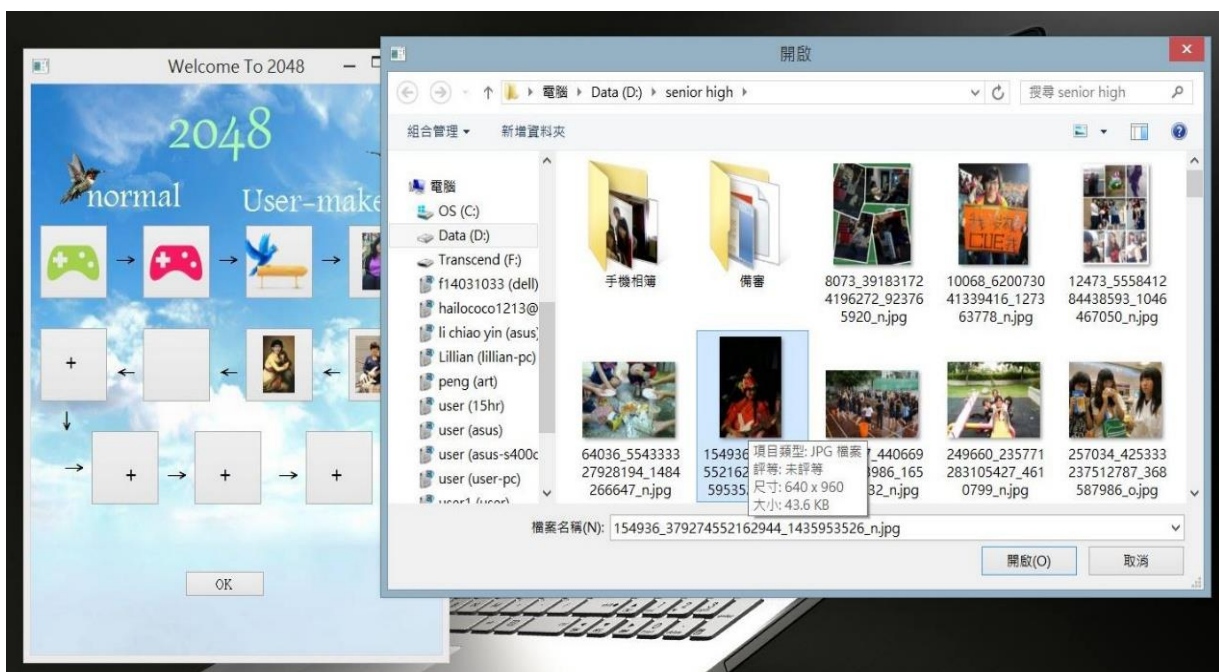 Welcome To 2048
2048
normal
User-make
→ → →
+ ← ← ←
↓
→ + → + → +
OK
開啟
電腦 ▸ Data (D:) ▸ senior high ▸
搜尋 senior high
組合管理
新增資料夾
電腦
OS (C:)
Data (D:)
Transcend (F:)
f14031033 (dell)
hailococo1213@
li chiao yin (asus)
Lillian (lillian-pc)
peng (art)
user (15hr)
user (asus)
user (asus-s400c
user (user-pc)
user1 (user)
手機相簿
備審
8073_39183172
4196272_92376
5920_n.jpg
10068_6200730
41339416_1273
63778_n.jpg
12473_5558412
84438593_1046
467050_n.jpg
64036_5543333
27928194_1484
266647_n.jpg
154936
552162
59535
項目類型: JPG 檔案
評等: 未評等
尺寸: 640 x 960
大小: 43.6 KB
7_440669
3986_165
32_n.jpg
249660_235771
283105427_461
0799_n.jpg
257034_425333
237512787_368
587986_o.jpg
檔案名稱(N):
154936_379274552162944_1435953526_n.jpg
開啟(O)
取消